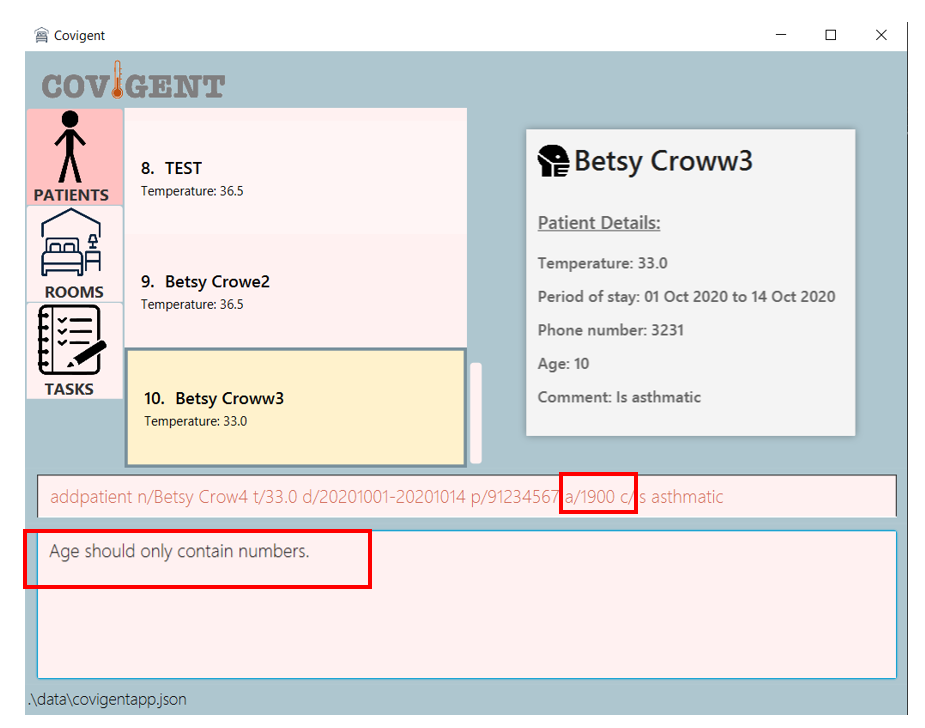 Covigent
COVIGENT
PATIENTS
ROOMS
TASKS
8. TEST
Temperature: 36.5
9. Betsy Crowe2
Temperature: 36.5
10. Betsy Croww3
Temperature: 33.0
Betsy Croww3
Patient Details:
Temperature: 33.0
Period of stay: 01 Oct 2020 to 14 Oct 2020
Phone number: 3231
Age: 10
Comment: Is asthmatic
addpatient n/Betsy Crow4 t/33.0 d/20201001-20201014 p/91234567 a/1900 c/Is asthmatic
Age should only contain numbers.
.\data\covigentapp.json